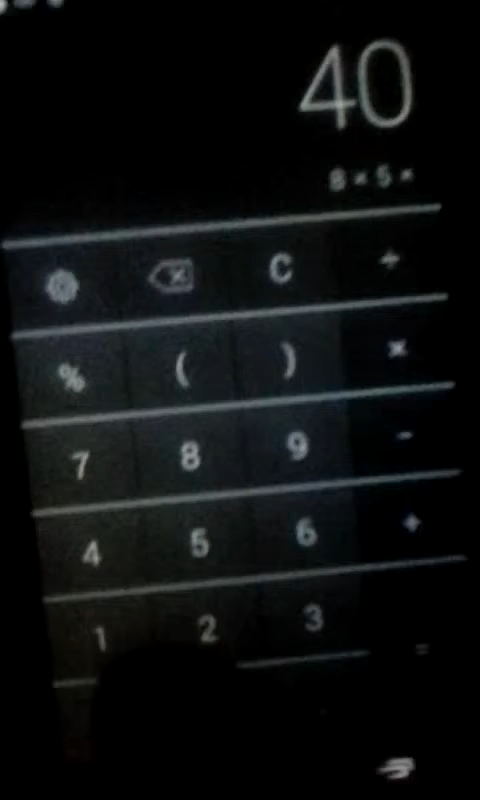 40
8 × 5 ×
C ÷
% ( ) ×
7 8 9 -
4 5 6 +
1 2 3 =